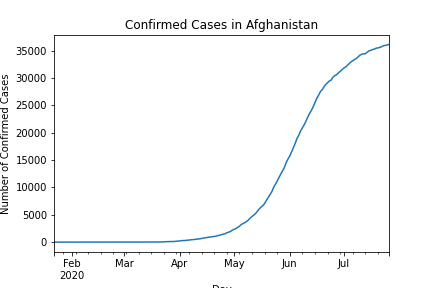 Confirmed Cases in Afghanistan
Number of Confirmed Cases
35000
30000
25000
20000
15000
10000
5000
0
Feb
2020
Mar
Apr
May
Jun
Jul